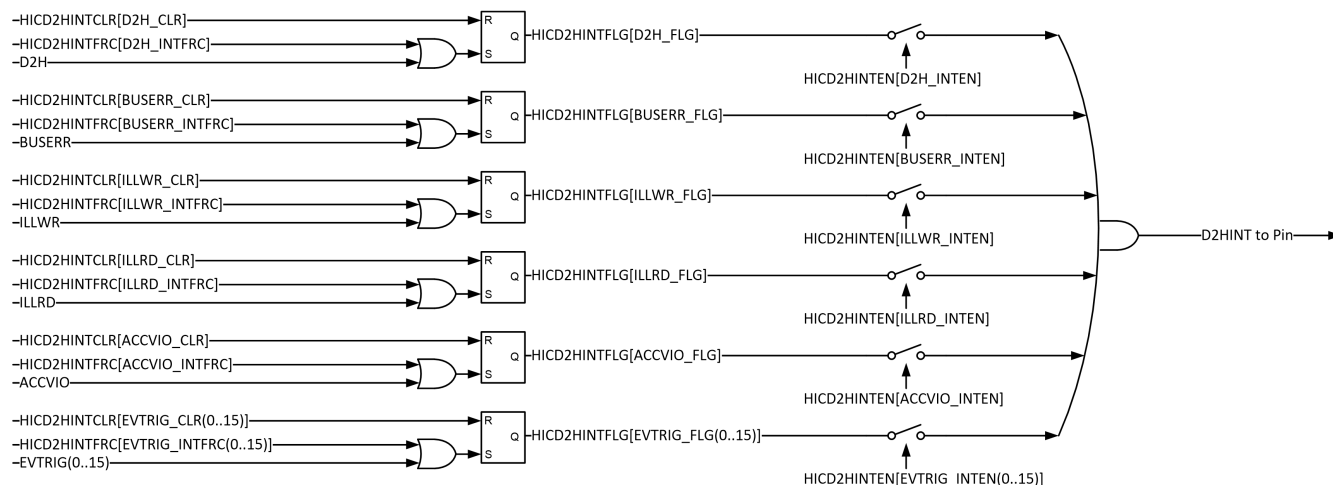 HICD2HINTCLR[D2H_CLR]
R
HICD2HINTFRC[D2H_INTFRC]
Q
HICD2HINTFLG[D2H_FLG]
D2H
S
HICD2HINTEN[D2H_INTEN]
HICD2HINTCLR[BUSERR_CLR]
R
HICD2HINTFRC[BUSERR_INTFRC]
Q
HICD2HINTFLG[BUSERR_FLG]
BUSERR
S
HICD2HINTEN[BUSERR_INTEN]
HICD2HINTCLR[ILLWR_CLR]
R
HICD2HINTFRC[ILLWR_INTFRC]
Q
HICD2HINTFLG[ILLWR_FLG]
ILLWR
S
HICD2HINTEN[ILLWR_INTEN]
D2HINT to Pin
HICD2HINTCLR[ILLRD_CLR]
R
HICD2HINTFRC[ILLRD_INTFRC]
Q
HICD2HINTFLG[ILLRD_FLG]
ILLRD
S
HICD2HINTEN[ILLRD_INTEN]
HICD2HINTCLR[ACCVIO_CLR]
R
HICD2HINTFRC[ACCVIO_INTFRC]
Q
HICD2HINTFLG[ACCVIO_FLG]
ACCVIO
S
HICD2HINTEN[ACCVIO_INTEN]
HICD2HINTCLR[EVTRIG_CLR(0..15)]
R
HICD2HINTFRC[EVTRIG_INTFRC(0..15)]
Q
HICD2HINTFLG[EVTRIG_FLG(0..15)]
EVTRIG(0..15)
S
HICD2HINTEN[EVTRIG_INTEN(0..15)]